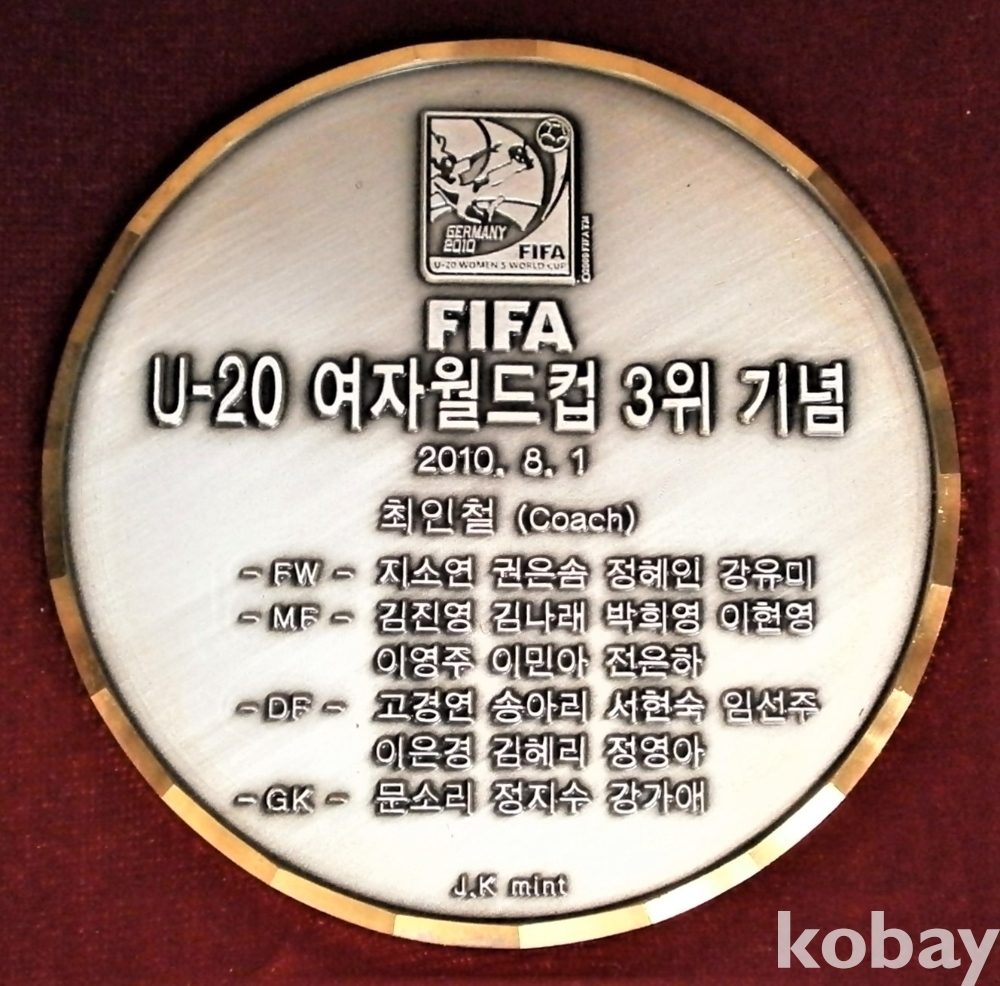 GERMANY
2010
FIFA
U-20 WOMEN'S WORLD CUP
FIFA
U-20 여자월드컵 3위 기념
2010. 8. 1
최인철 (Coach)
- FW - 지소연 권은솜 정혜인 강유미
- MF - 김진영 김나래 박희영 이현영
이영주 이민아 전은하
- DF - 고경연 송아리 서현숙 임선주
이은경 김혜리 정영아
- GK - 문소리 정지수 강가애
J.K mint
kobay